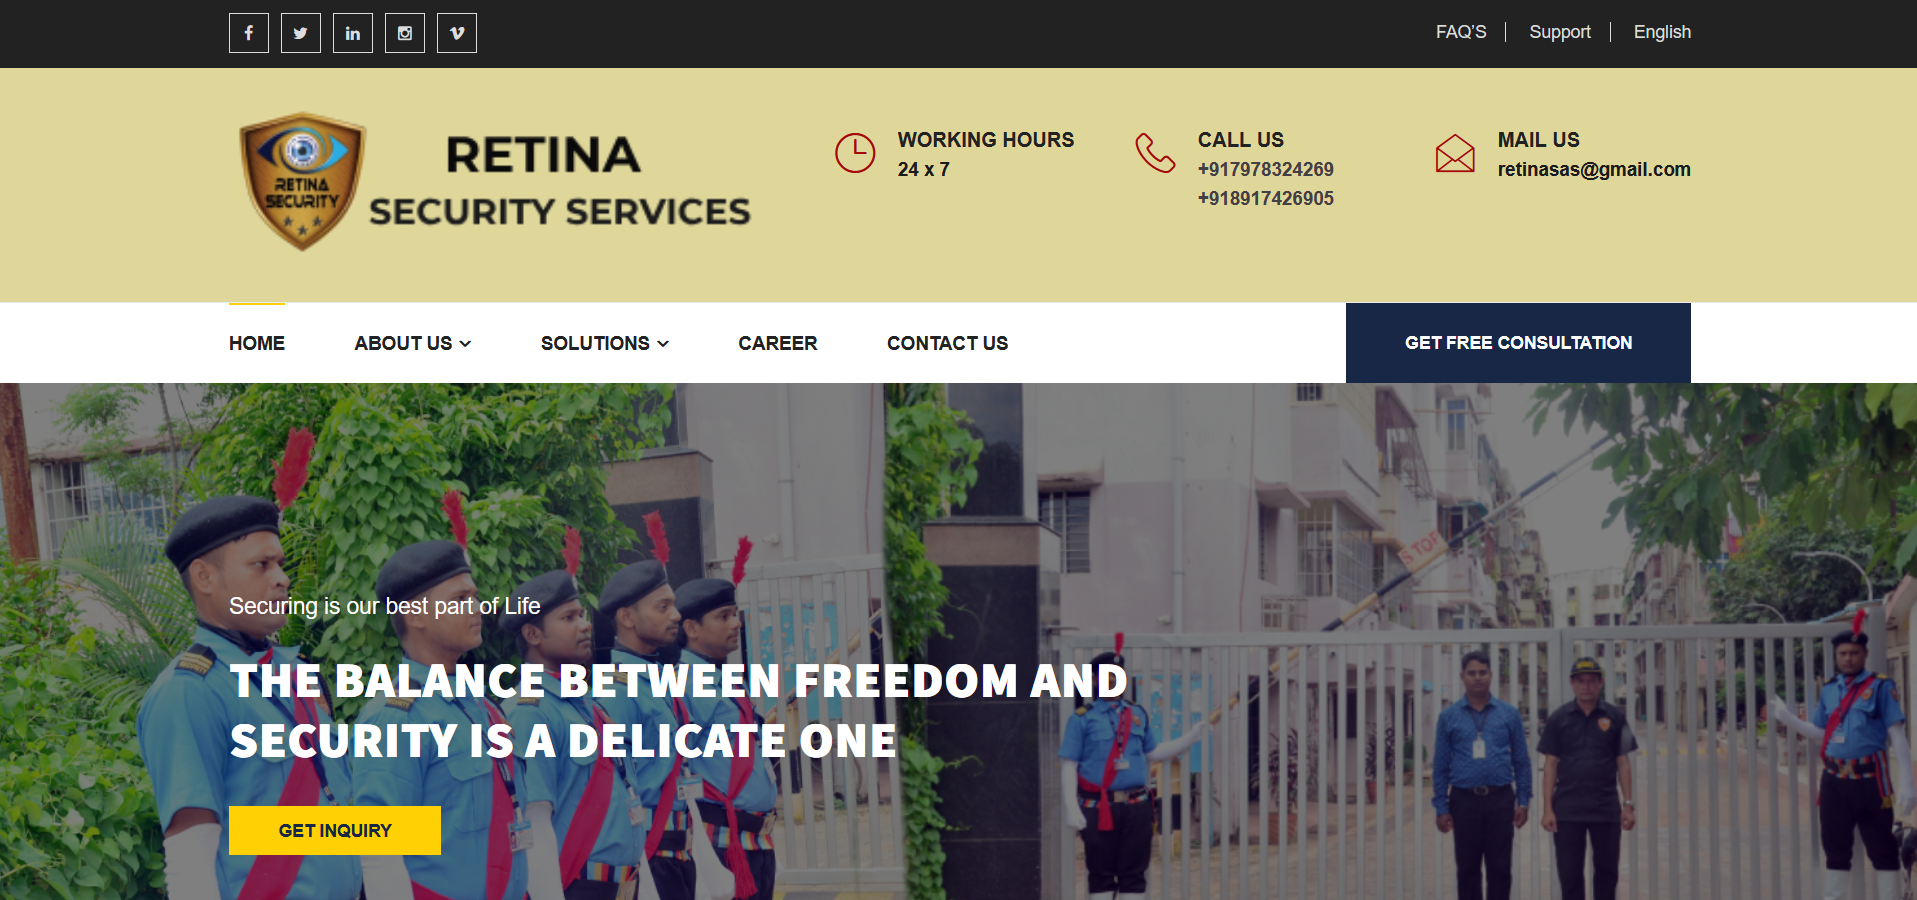 FAQ'S
Support
English
RETINA
SECURITY
RETINA
SECURITY SERVICES
WORKING HOURS
24 x 7
CALL US
+917978324269
+918917426905
MAIL US
retinasas@gmail.com
HOME
ABOUT US
SOLUTIONS
CAREER
CONTACT US
GET FREE CONSULTATION
STOP
Securing is our best part of Life
THE BALANCE BETWEEN FREEDOM AND
SECURITY IS A DELICATE ONE
GET INQUIRY